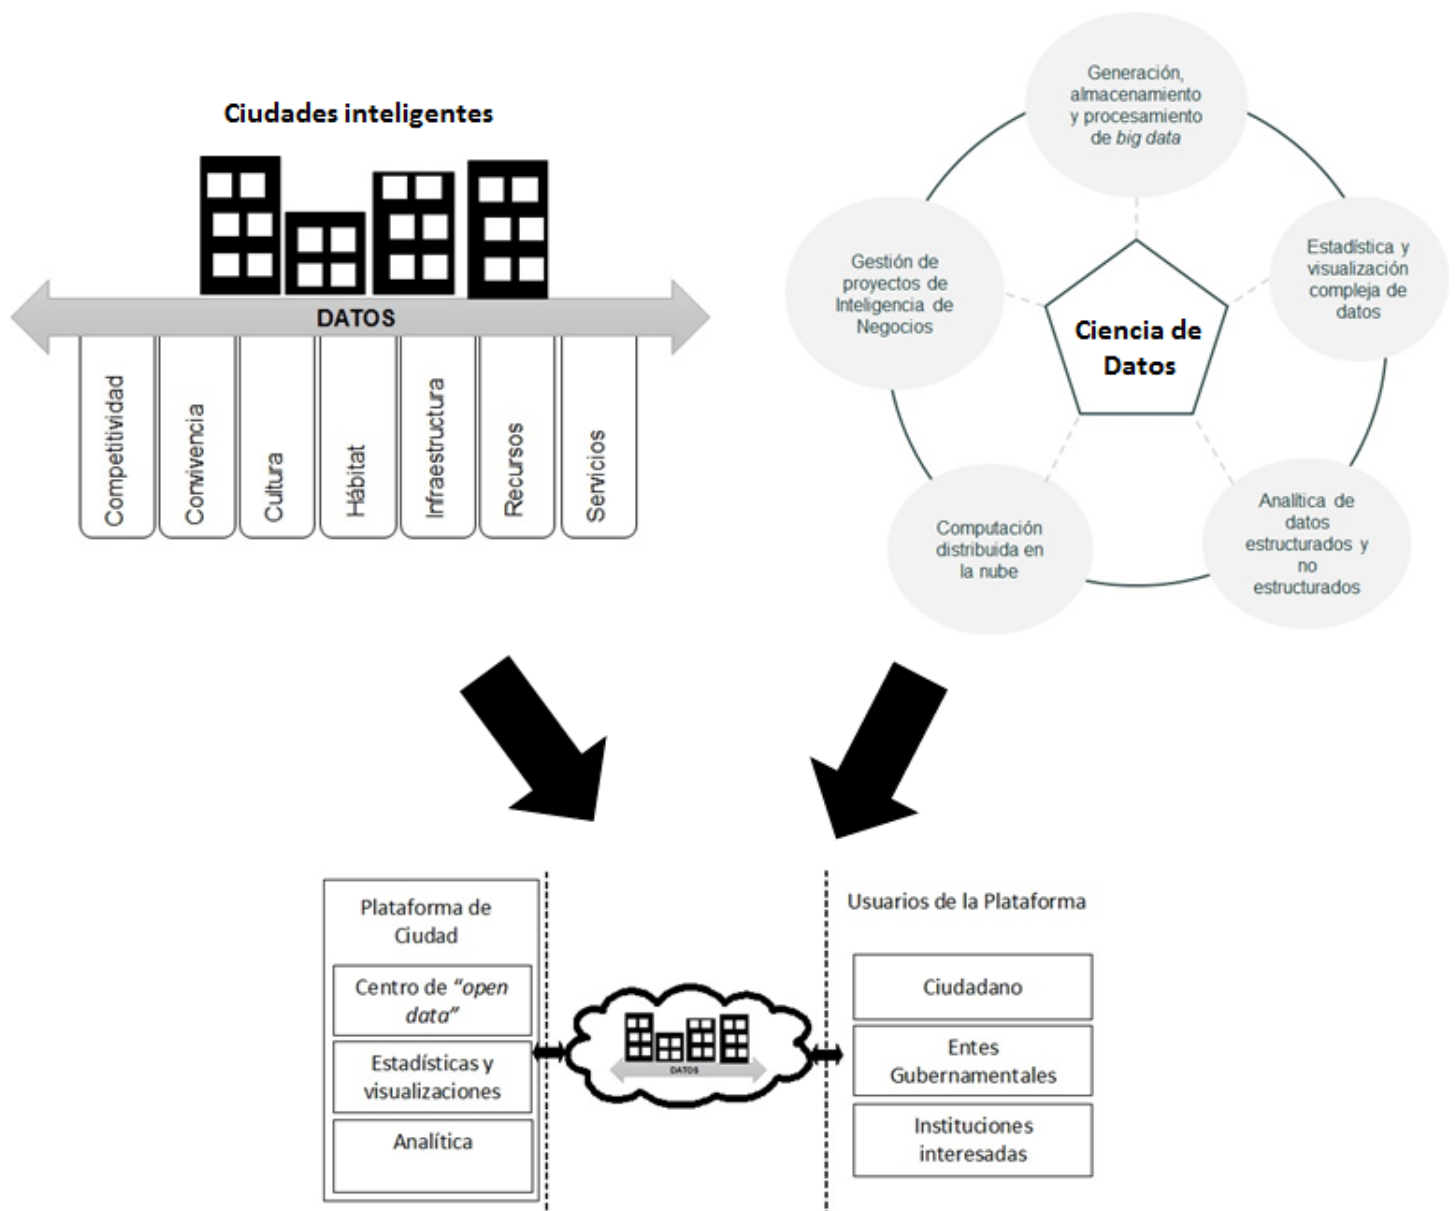 Ciudades inteligentes
DATOS
Competitividad
Convivencia
Cultura
Hábitat
Infraestructura
Recursos
Servicios
Generación,
almacenamiento
y procesamiento
de big data
Estadística y
visualización
compleja de
datos
Analítica de
datos
estructurados y
no
estructurados
Computación
distribuida en
la nube
Gestión de
proyectos de
Inteligencia de
Negocios
Ciencia de
Datos
Plataforma de
Ciudad
Centro de “open
data”
Estadísticas y
visualizaciones
Analítica
DATOS
Usuarios de la Plataforma
Ciudadano
Entes
Gubernamentales
Instituciones
interesadas